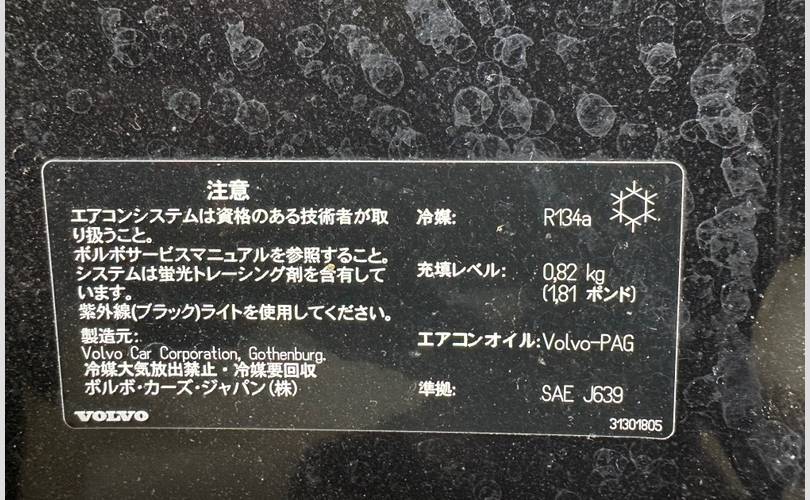 注意
エアコンシステムは資格のある技術者が取
り扱うこと。
ボルボサービスマニュアルを参照すること。
システムは蛍光トレーシング剤を含有して
います。
紫外線(ブラック)ライトを使用してください。
製造元:
Volvo Car Corporation, Gothenburg.
冷媒大気放出禁止・冷媒要回収
ボルボ・カーズ・ジャパン(株)
VOLVO
冷媒: R134a
充填レベル: 0,82 kg
(1,81 ポンド)
エアコンオイル: Volvo-PAG
準拠: SAE J639
31301805